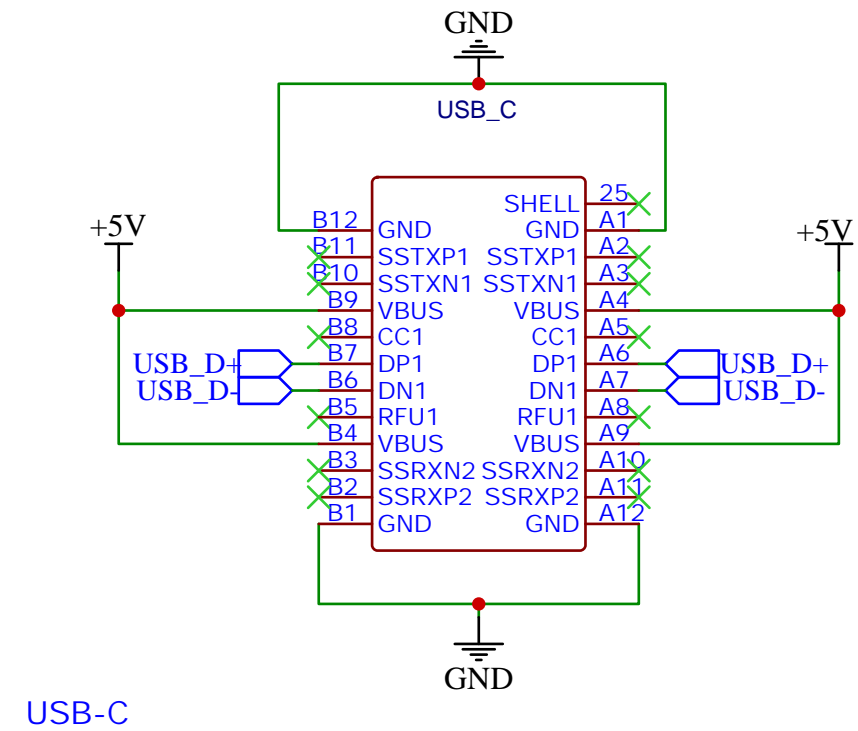 GND
USB_C
SHELL 25
B12 GND GND A1
B11 SSTXP1 SSTXP1 A2
B10 SSTXN1 SSTXN1 A3
+5V
+5V
B9 VBUS VBUS A4
B8 CC1 CC1 A5
USB_D+ B7 DP1 DP1 A6 USB_D+
USB_D- B6 DN1 DN1 A7 USB_D-
B5 RFU1 RFU1 A8
B4 VBUS VBUS A9
B3 SSRXN2 SSRXN2 A10
B2 SSRXP2 SSRXP2 A11
B1 GND GND A12
GND
USB-C